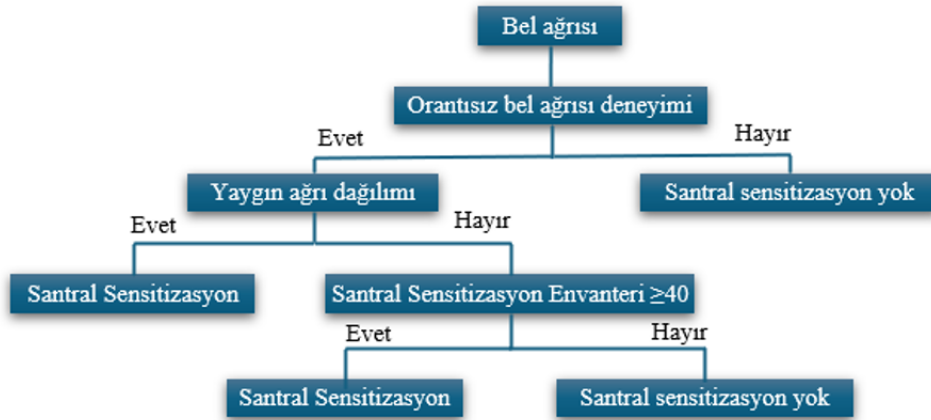 Bel ağrısı
Orantısız bel ağrısı deneyimi
Evet
Hayır
Yaygın ağrı dağılımı
Santral sensitizasyon yok
Evet
Hayır
Santral Sensitizasyon
Santral Sensitizasyon Envanteri ≥40
Evet
Hayır
Santral Sensitizasyon
Santral sensitizasyon yok